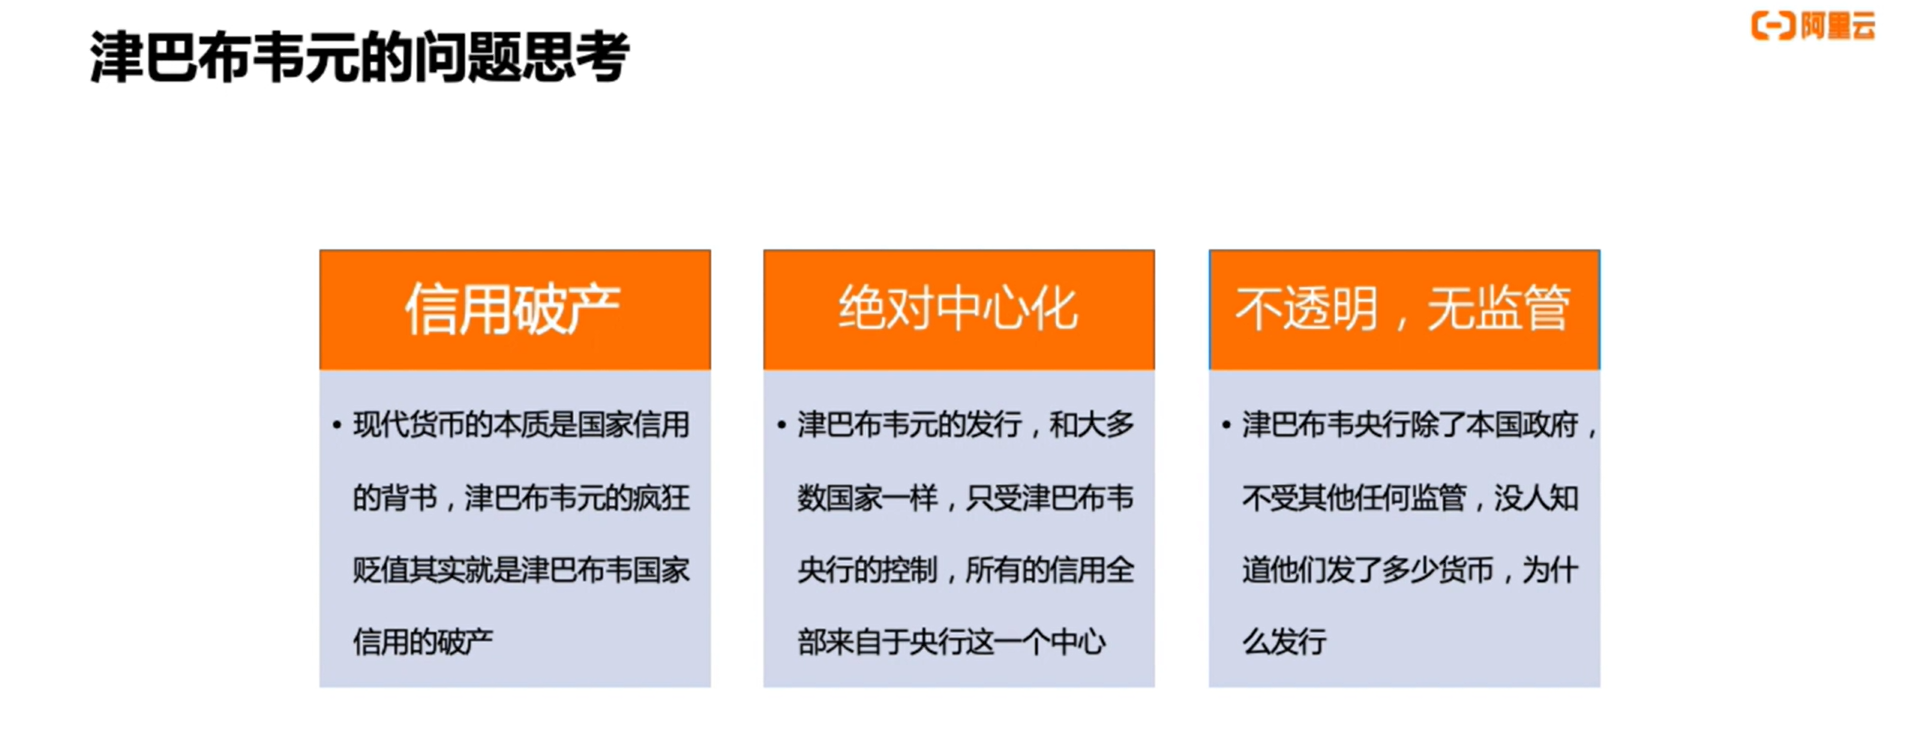 津巴布韦元的问题思考
阿里云
信用破产
• 现代货币的本质是国家信用
的背书，津巴布韦元的疯狂
贬值其实就是津巴布韦国家
信用的破产
绝对中心化
• 津巴布韦元的发行，和大多
数国家一样，只受津巴布韦
央行的控制，所有的信用全
部来自于央行这一个中心
不透明，无监管
• 津巴布韦央行除了本国政府，
不受其他任何监管，没人知
道他们发了多少货币，为什
么发行